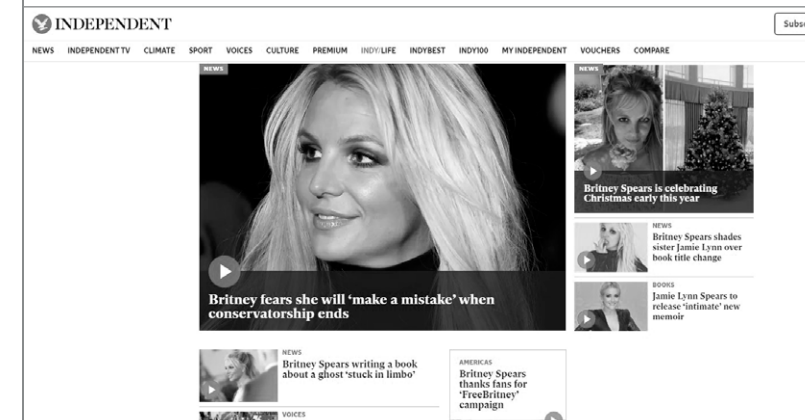 INDEPENDENT
Subsc
NEWS INDEPENDENT TV CLIMATE SPORT VOICES CULTURE PREMIUM INDY/LIFE INDYBEST INDY100 MY INDEPENDENT VOUCHERS COMPARE
NEWS
Britney fears she will ‘make a mistake’ when
conservatorship ends
NEWS
Britney Spears is celebrating
Christmas early this year
NEWS
Britney Spears shades
sister Jamie Lynn over
book title change
BOOKS
Jamie Lynn Spears to
release ‘intimate’ new
memoir
NEWS
Britney Spears writing a book
about a ghost ‘stuck in limbo’
VOICES
AMERICAS
Britney Spears
thanks fans for
‘FreeBritney’
campaign